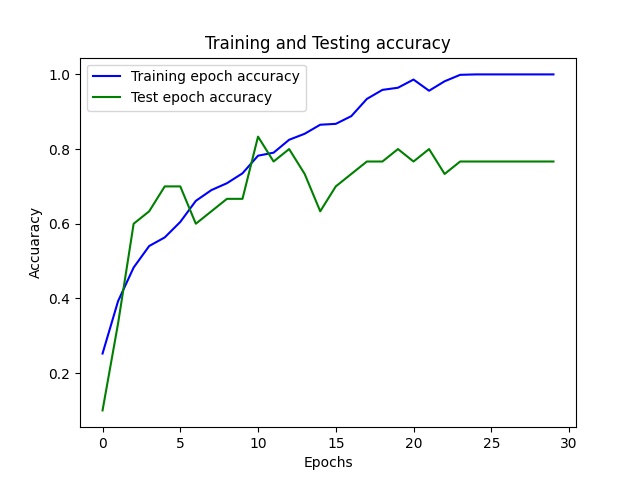 Training and Testing accuracy
Training epoch accuracy
Test epoch accuracy
1.0
0.8
0.6
0.4
0.2
Accuaracy
0 5 10 15 20 25 30
Epochs